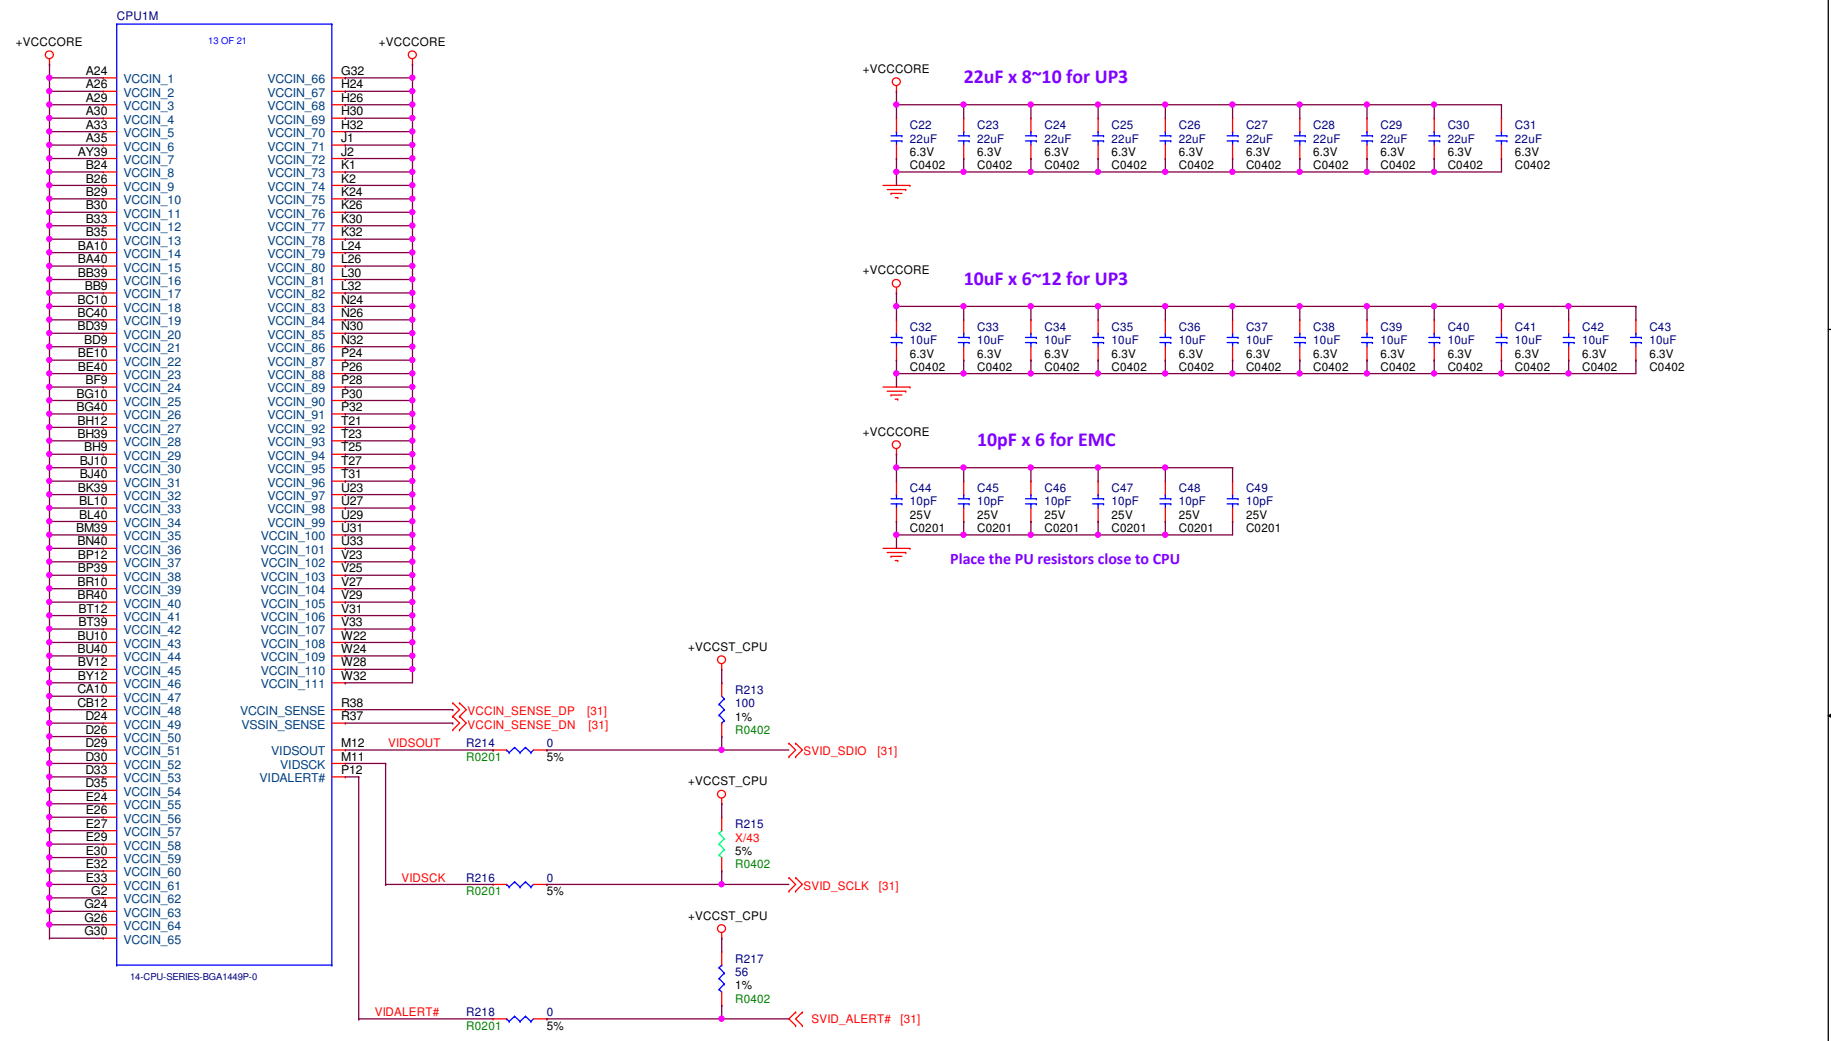 CPU1M
13 OF 21
+VCCCORE
+VCCCORE
A24 VCCIN_1
A26 VCCIN_2
A29 VCCIN_3
A30 VCCIN_4
A33 VCCIN_5
A35 VCCIN_6
AY39 VCCIN_7
B24 VCCIN_8
B26 VCCIN_9
B29 VCCIN_10
B30 VCCIN_11
B33 VCCIN_12
B35 VCCIN_13
BA10 VCCIN_14
BA40 VCCIN_15
BB39 VCCIN_16
BB9 VCCIN_17
BC10 VCCIN_18
BC40 VCCIN_19
BD39 VCCIN_20
BD9 VCCIN_21
BE10 VCCIN_22
BE40 VCCIN_23
BF9 VCCIN_24
BG10 VCCIN_25
BG40 VCCIN_26
BH12 VCCIN_27
BH39 VCCIN_28
BH9 VCCIN_29
BJ10 VCCIN_30
BJ40 VCCIN_31
BK39 VCCIN_32
BL10 VCCIN_33
BL40 VCCIN_34
BM39 VCCIN_35
BN40 VCCIN_36
BP12 VCCIN_37
BP39 VCCIN_38
BR10 VCCIN_39
BR40 VCCIN_40
BT12 VCCIN_41
BT39 VCCIN_42
BU10 VCCIN_43
BU40 VCCIN_44
BV12 VCCIN_45
BY12 VCCIN_46
CA10 VCCIN_47
CB12 VCCIN_48
D24 VCCIN_49
D26 VCCIN_50
D29 VCCIN_51
D30 VCCIN_52
D33 VCCIN_53
D35 VCCIN_54
E24 VCCIN_55
E26 VCCIN_56
E27 VCCIN_57
E29 VCCIN_58
E30 VCCIN_59
E32 VCCIN_60
E33 VCCIN_61
G2 VCCIN_62
G24 VCCIN_63
G26 VCCIN_64
G30 VCCIN_65
VCCIN_66 G32
VCCIN_67 H24
VCCIN_68 H26
VCCIN_69 H30
VCCIN_70 H32
VCCIN_71 J1
VCCIN_72 J2
VCCIN_73 K1
VCCIN_74 K2
VCCIN_75 K24
VCCIN_76 K26
VCCIN_77 K30
VCCIN_78 K32
VCCIN_79 L24
VCCIN_80 L26
VCCIN_81 L30
VCCIN_82 L32
VCCIN_83 N24
VCCIN_84 N26
VCCIN_85 N30
VCCIN_86 N32
VCCIN_87 P24
VCCIN_88 P26
VCCIN_89 P28
VCCIN_90 P30
VCCIN_91 P32
VCCIN_92 T21
VCCIN_93 T23
VCCIN_94 T25
VCCIN_95 T27
VCCIN_96 T31
VCCIN_97 U23
VCCIN_98 U27
VCCIN_99 U29
VCCIN_100 U31
VCCIN_101 U33
VCCIN_102 V23
VCCIN_103 V25
VCCIN_104 V27
VCCIN_105 V29
VCCIN_106 V31
VCCIN_107 V33
VCCIN_108 W22
VCCIN_109 W24
VCCIN_110 W28
VCCIN_111 W32
VCCIN_SENSE R38 VCCIN_SENSE_DP [31]
VSSIN_SENSE R37 VCCIN_SENSE_DN [31]
VIDSOUT M12
VIDSCK M11
VIDALERT# P12
14-CPU-SERIES-BGA1449P-0
+VCCST_CPU
R213
100
1%
R0402
VIDSOUT R214 0 SVID_SDIO [31]
R0201 5%
+VCCST_CPU
R215
X/43
5%
R0402
VIDSCK R216 0 SVID_SCLK [31]
R0201 5%
+VCCST_CPU
R217
56
1%
R0402
VIDALERT# R218 0 SVID_ALERT# [31]
R0201 5%
+VCCCORE
22uF x 8~10 for UP3
C22 C23 C24 C25 C26 C27 C28 C29 C30 C31
22uF 22uF 22uF 22uF 22uF 22uF 22uF 22uF 22uF 22uF
6.3V 6.3V 6.3V 6.3V 6.3V 6.3V 6.3V 6.3V 6.3V 6.3V
C0402 C0402 C0402 C0402 C0402 C0402 C0402 C0402 C0402 C0402
+VCCCORE
10uF x 6~12 for UP3
C32 C33 C34 C35 C36 C37 C38 C39 C40 C41 C42 C43
10uF 10uF 10uF 10uF 10uF 10uF 10uF 10uF 10uF 10uF 10uF 10uF
6.3V 6.3V 6.3V 6.3V 6.3V 6.3V 6.3V 6.3V 6.3V 6.3V 6.3V 6.3V
C0402 C0402 C0402 C0402 C0402 C0402 C0402 C0402 C0402 C0402 C0402 C0402
+VCCCORE
10pF x 6 for EMC
C44 C45 C46 C47 C48 C49
10pF 10pF 10pF 10pF 10pF 10pF
25V 25V 25V 25V 25V 25V
C0201 C0201 C0201 C0201 C0201 C0201
Place the PU resistors close to CPU